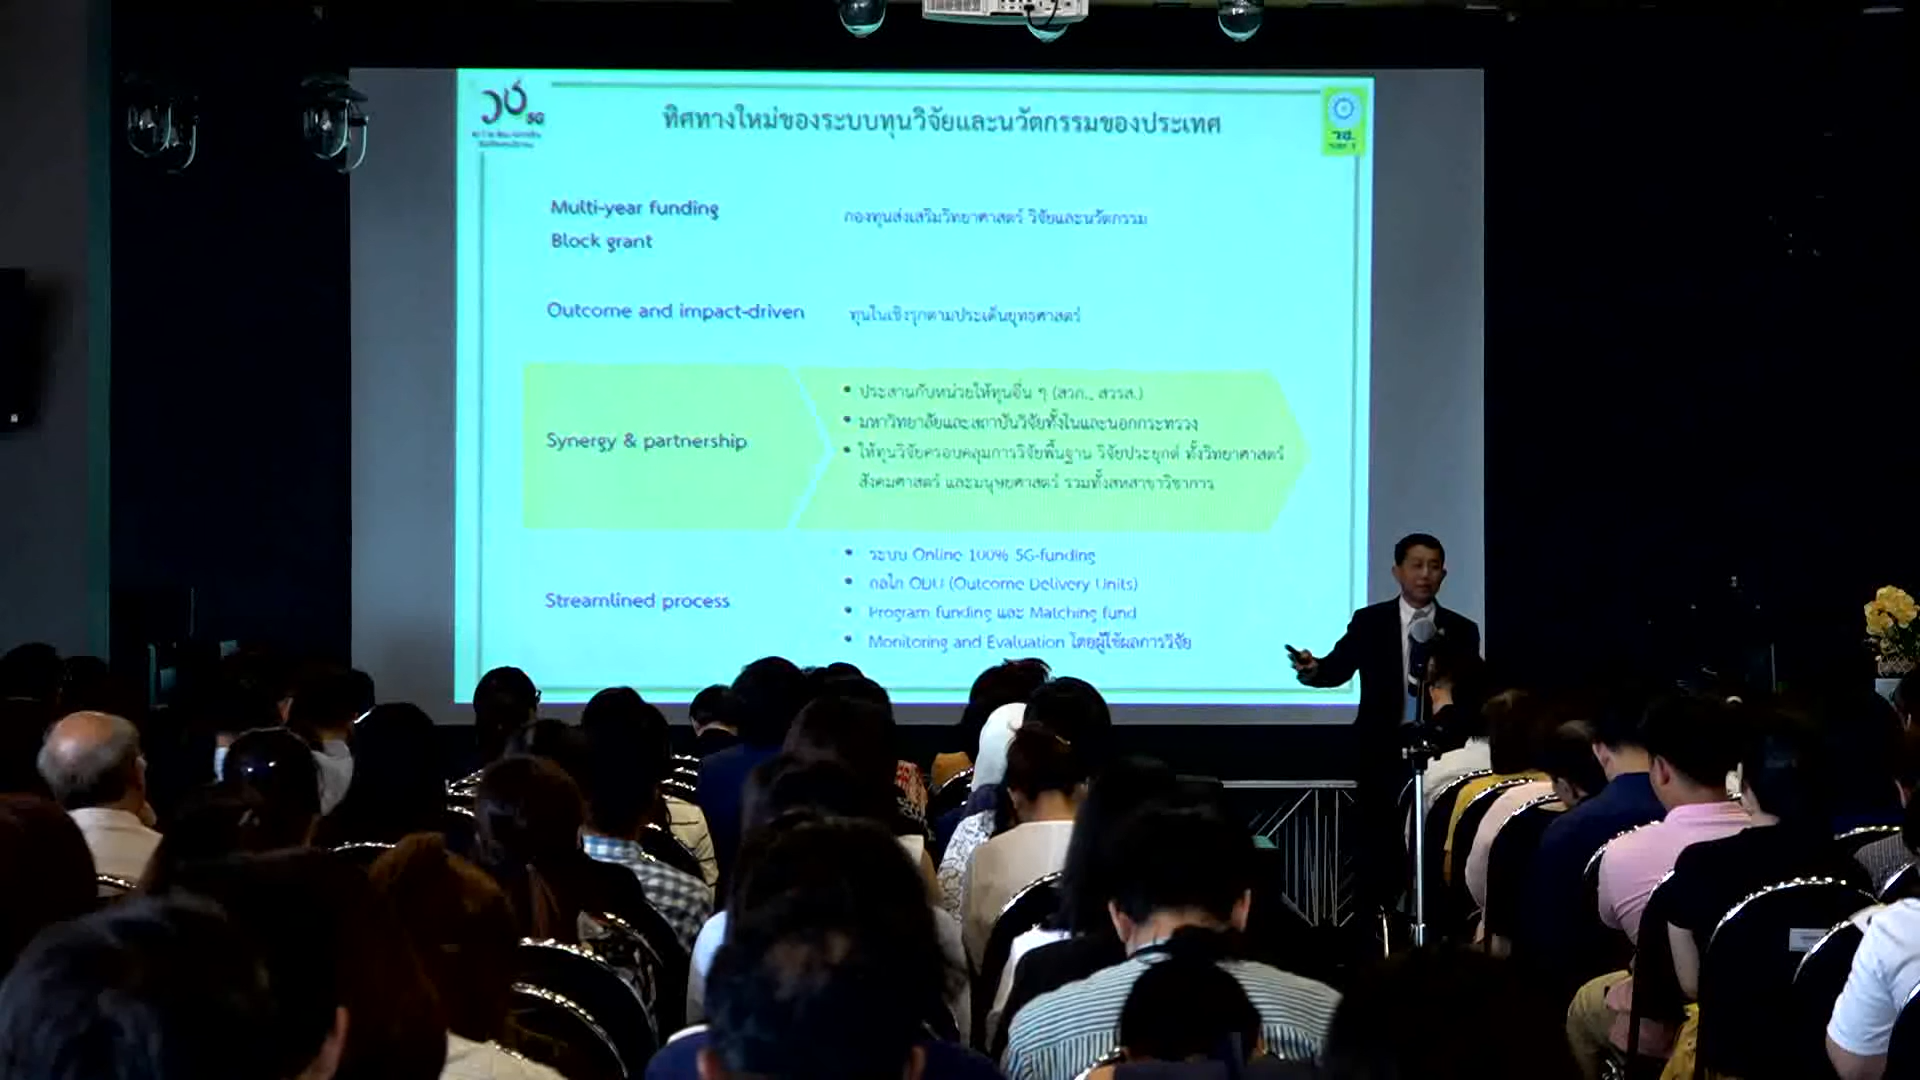 วช 5G
ทิศทางใหม่ของระบบทุนวิจัยและนวัตกรรมของประเทศ
วช.
Multi-year funding
Block grant
กองทุนส่งเสริมวิทยาศาสตร์ วิจัยและนวัตกรรม
Outcome and impact-driven
ทุนในเชิงรุกตามประเด็นยุทธศาสตร์
Synergy & partnership
• ประสานกับหน่วยให้ทุนอื่น ๆ (สวก., สวรส.)
• มหาวิทยาลัยและสถาบันวิจัยทั้งในและนอกกระทรวง
• ให้ทุนวิจัยครอบคลุมการวิจัยพื้นฐาน วิจัยประยุกต์ ทั้งวิทยาศาสตร์
สังคมศาสตร์ และมนุษยศาสตร์ รวมทั้งสหสาขาวิชาการ
Streamlined process
• ระบบ Online 100% 5G-funding
• กลไก ODU (Outcome Delivery Units)
• Program funding และ Matching fund
• Monitoring and Evaluation โดยผู้ใช้ผลการวิจัย